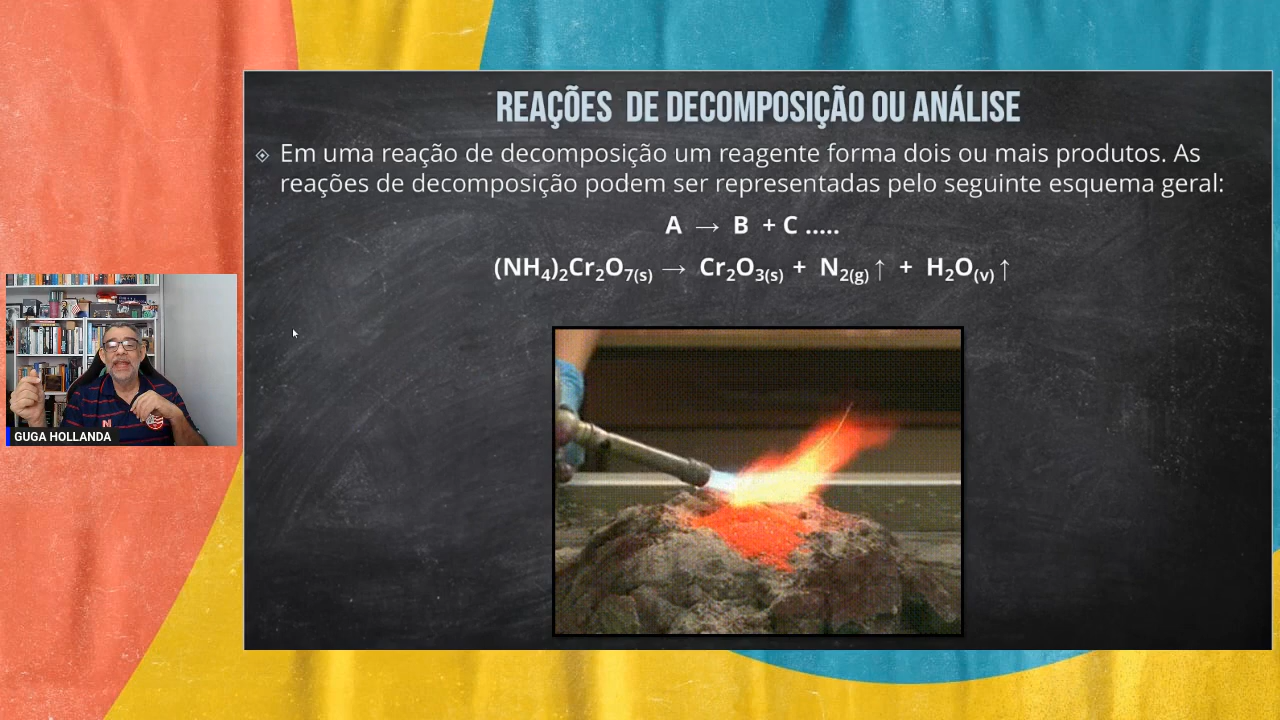 REAÇÕES DE DECOMPOSIÇÃO OU ANÁLISE
Em uma reação de decomposição um reagente forma dois ou mais produtos. As
reações de decomposição podem ser representadas pelo seguinte esquema geral:
A → B + C .....
(NH₄)₂Cr₂O₇₍ₛ₎ → Cr₂O₃₍ₛ₎ + N₂(g)↑ + H₂O(v)↑
GUGA HOLLANDA